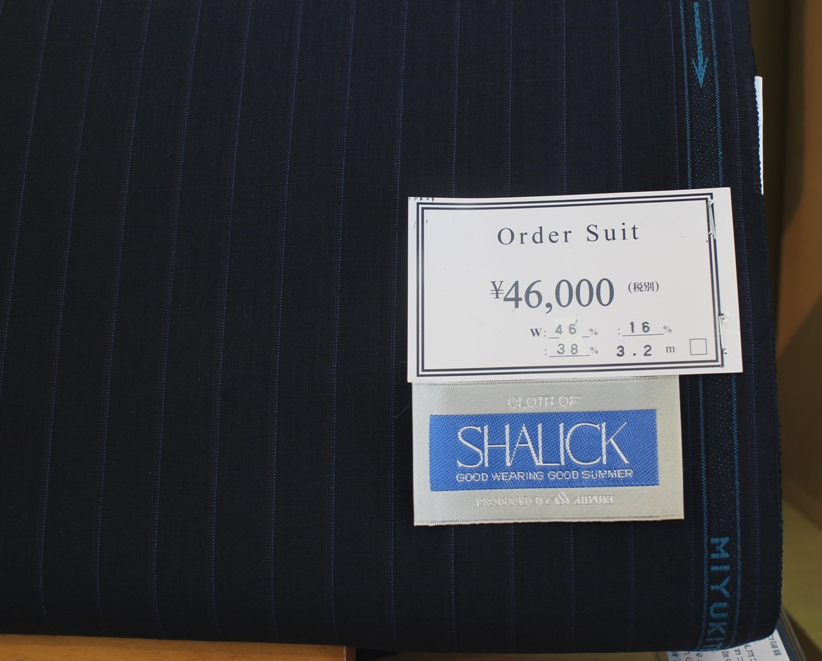 Order Suit
¥46,000 (税別)
W: 46 % : 16 %
: 38 % 3.2 m
CLOTH OF
SHALICK
GOOD WEARING GOOD SUMMER
PRODUCED BY MIYUKI
MIYUKI